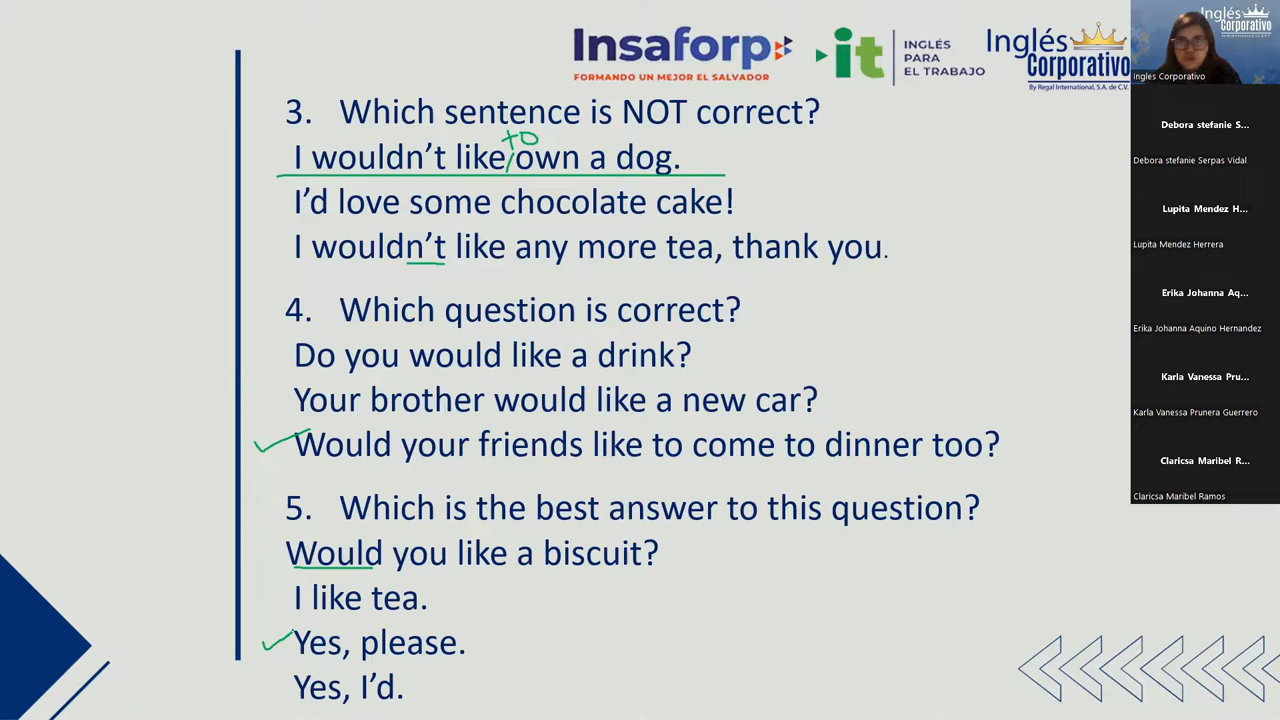 Insaforp
FORMANDO UN MEJOR EL SALVADOR
it
INGLÉS
PARA
EL TRABAJO
Inglés
Corporativo
By Regal International, S.A. de C.V.
Inglés
Corporativo
Ingles Corporativo
3. Which sentence is NOT correct?
to
I wouldn't like own a dog.
I'd love some chocolate cake!
I wouldn't like any more tea, thank you.
4. Which question is correct?
Do you would like a drink?
Your brother would like a new car?
Would your friends like to come to dinner too?
5. Which is the best answer to this question?
Would you like a biscuit?
I like tea.
Yes, please.
Yes, I'd.
Debora stefanie S...
Debora stefanie Serpas Vidal
Lupita Mendez H...
Lupita Mendez Herrera
Erika Johanna Aq...
Erika Johanna Aquino Hernandez
Karla Vanessa Pru...
Karla Vanessa Prunera Guerrero
Claricsa Maribel R...
Claricsa Maribel Ramos